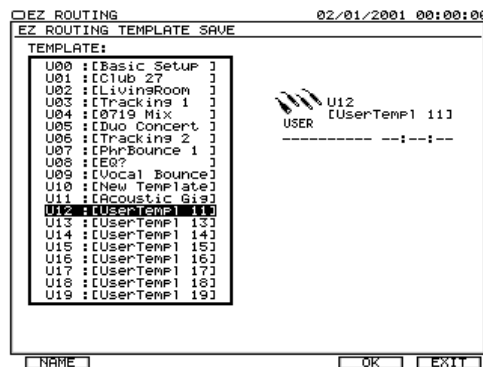 EZ ROUTING 02/01/2001 00:00:00
EZ ROUTING TEMPLATE SAVE
TEMPLATE:
U00 :[Basic Setup ]
U01 :[Club 27 ]
U02 :[LivingRoom ]
U03 :[Tracking 1 ]
U04 :[0719 Mix ]
U05 :[Duo Concert ]
U06 :[Tracking 2 ]
U07 :[PhrBounce 1 ]
U08 :[EQ? ]
U09 :[Vocal Bounce]
U10 :[New Template]
U11 :[Acoustic Gig]
U12 :[UserTempl 11]
U13 :[UserTempl 13]
U14 :[UserTempl 14]
U15 :[UserTempl 15]
U16 :[UserTempl 16]
U17 :[UserTempl 17]
U18 :[UserTempl 18]
U19 :[UserTempl 19]
USER
U12
[UserTempl 11]
---------- --:--:--
NAME OK EXIT